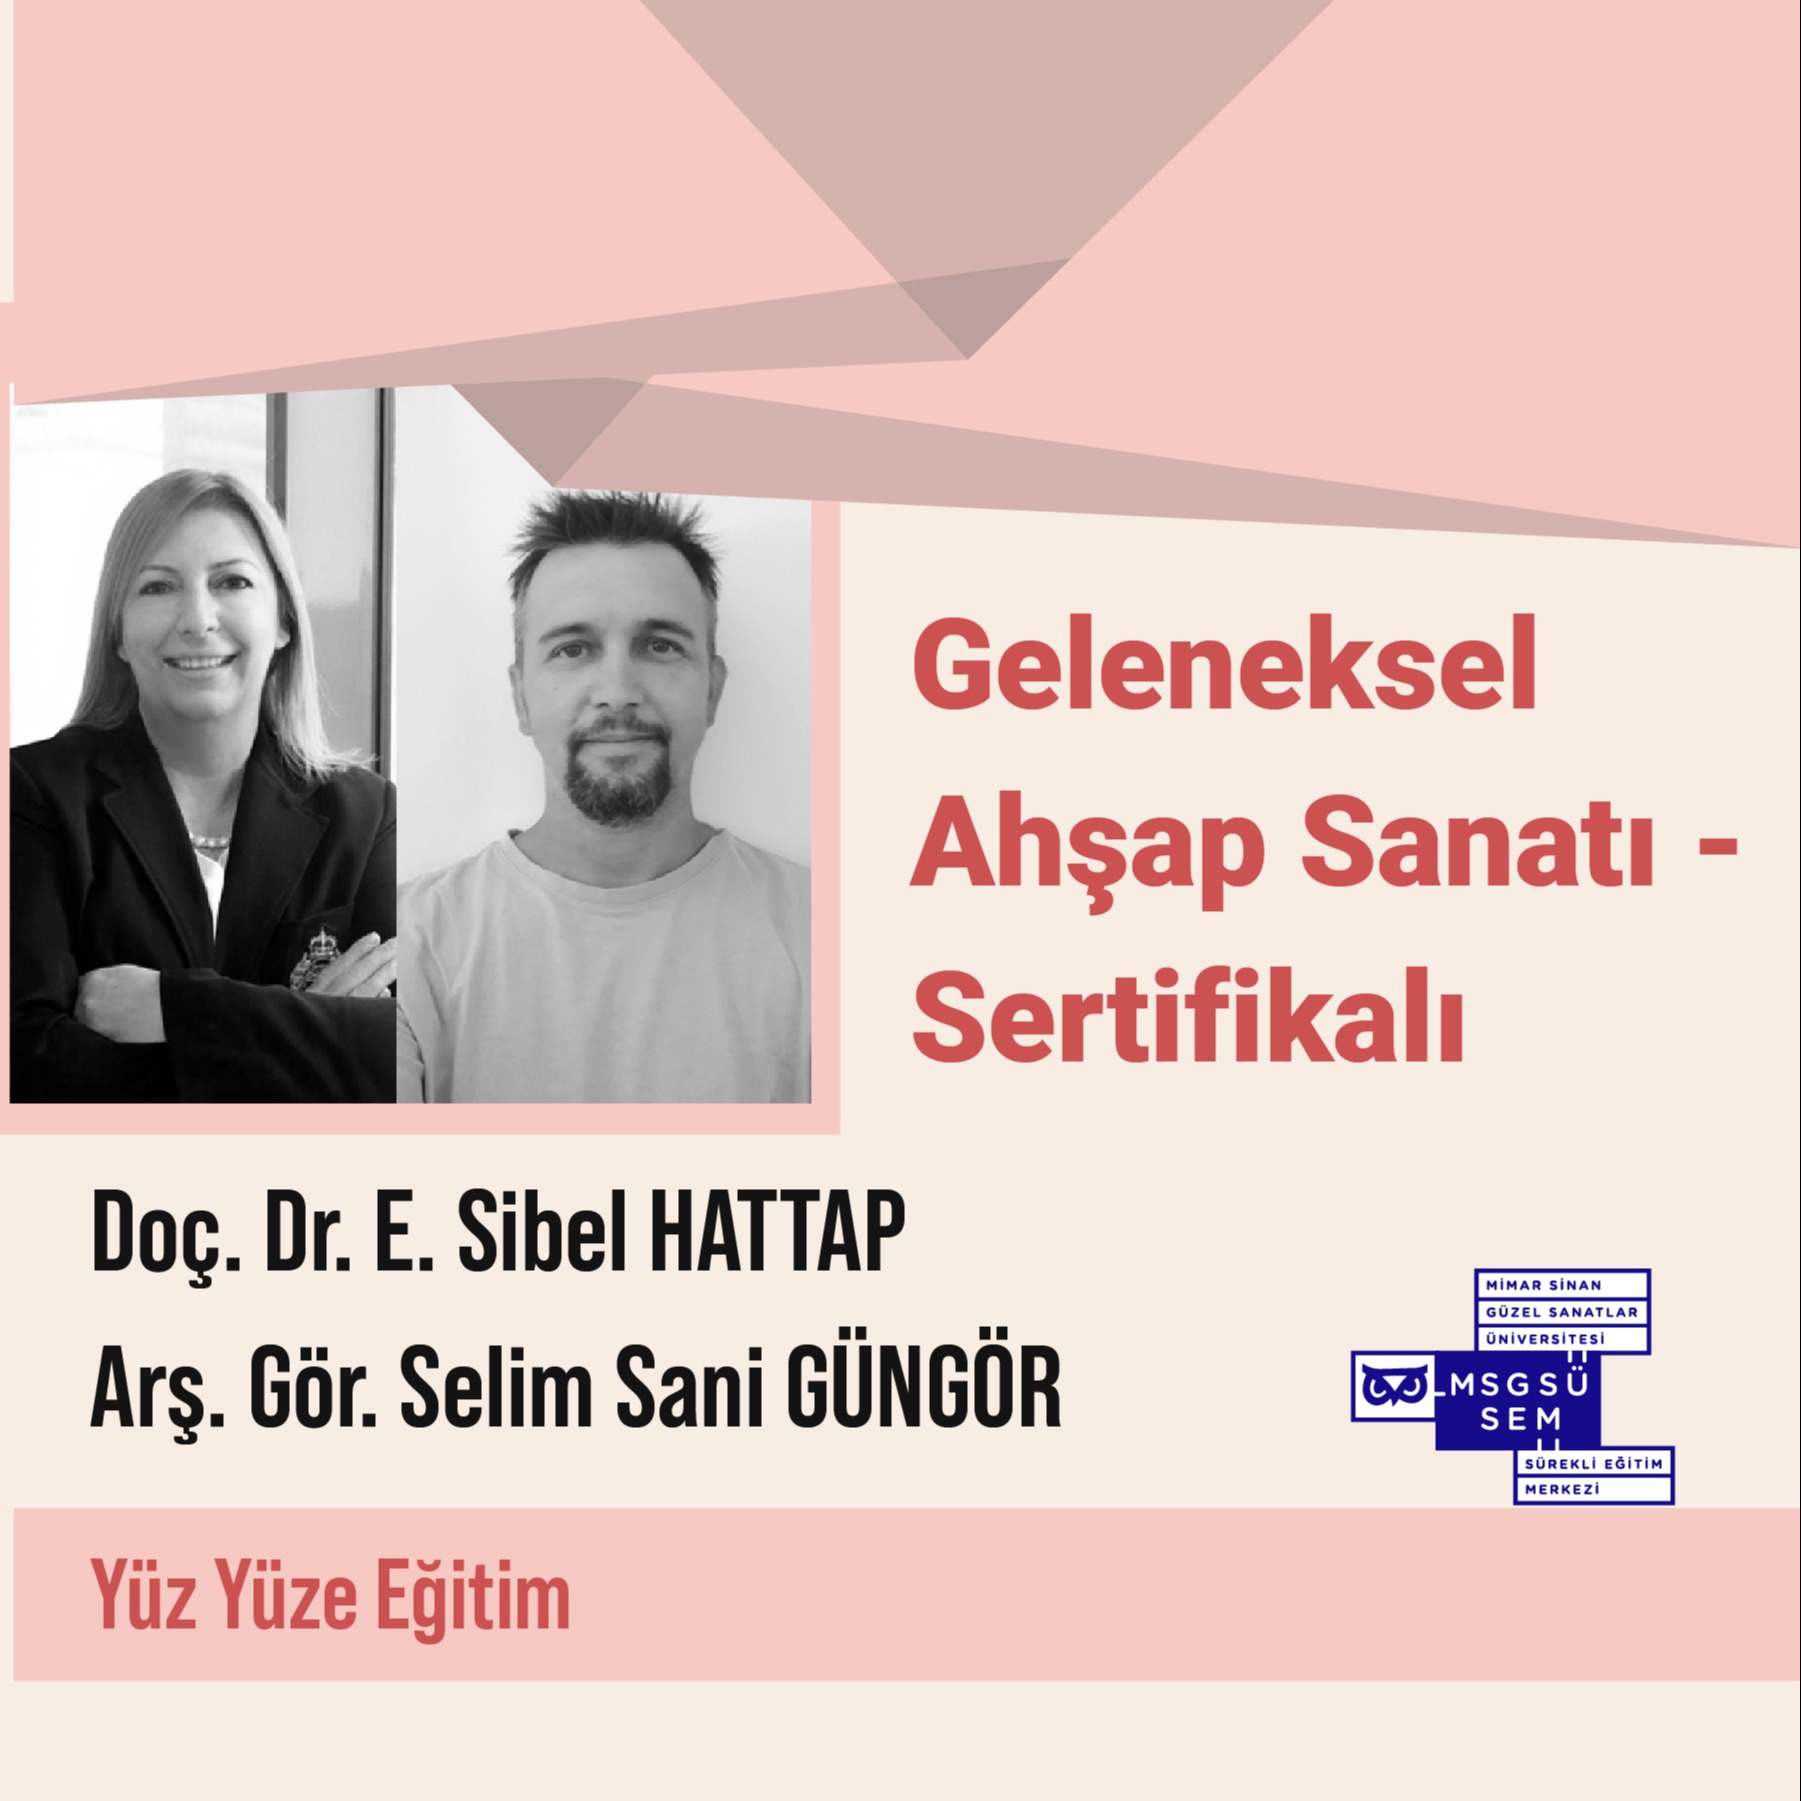 Geleneksel
Ahşap Sanatı -
Sertifikalı
Doç. Dr. E. Sibel HATTAP
Arş. Gör. Selim Sani GÜNGÖR
MİMAR SİNAN
GÜZEL SANATLAR
ÜNİVERSİTESİ
MSGSÜ
SEM
SÜREKLİ EĞİTİM
MERKEZİ
Yüz Yüze Eğitim